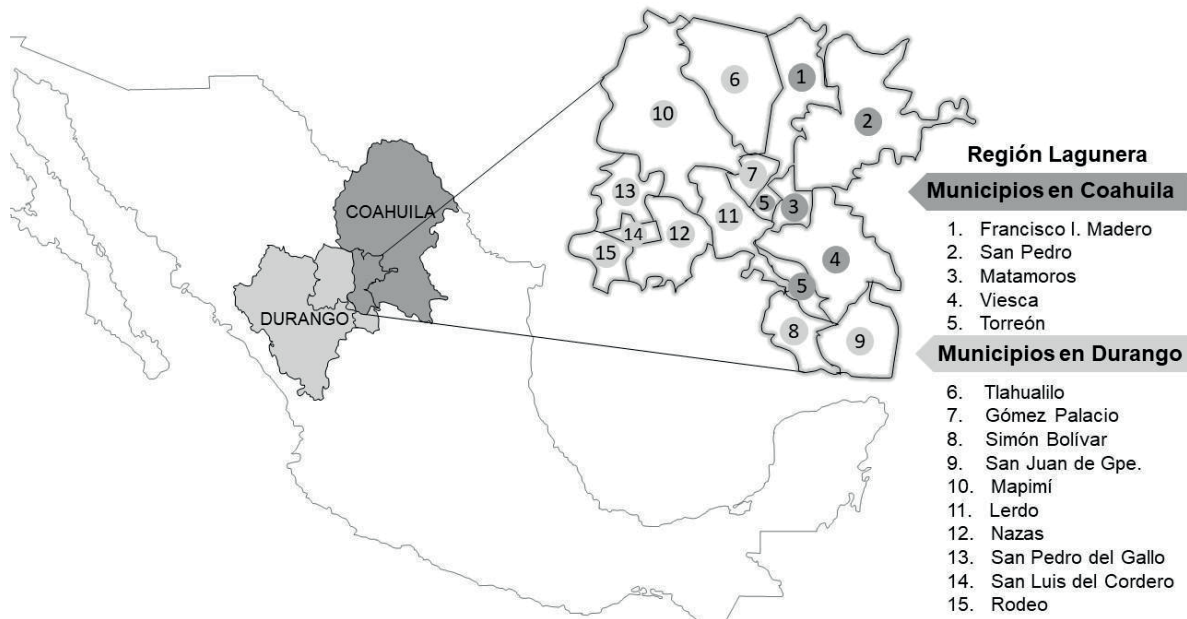 COAHUILA
DURANGO
6
1
10
2
7
13
5
3
11
14
12
15
4
5
8
9
Región Lagunera
Municipios en Coahuila
1. Francisco I. Madero
2. San Pedro
3. Matamoros
4. Viesca
5. Torreón
Municipios en Durango
6. Tlahualilo
7. Gómez Palacio
8. Simón Bolívar
9. San Juan de Gpe.
10. Mapimí
11. Lerdo
12. Nazas
13. San Pedro del Gallo
14. San Luis del Cordero
15. Rodeo